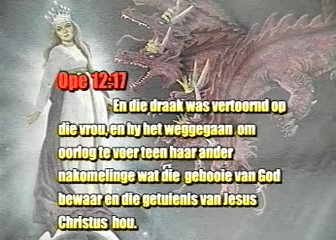 Ope 12:17
En die draak was vertoornd op
die vrou, en hy het weggegaan om
oorlog te voer teen haar ander
nakomelinge wat die gebooie van God
bewaar en die getuienis van Jesus
Christus hou.